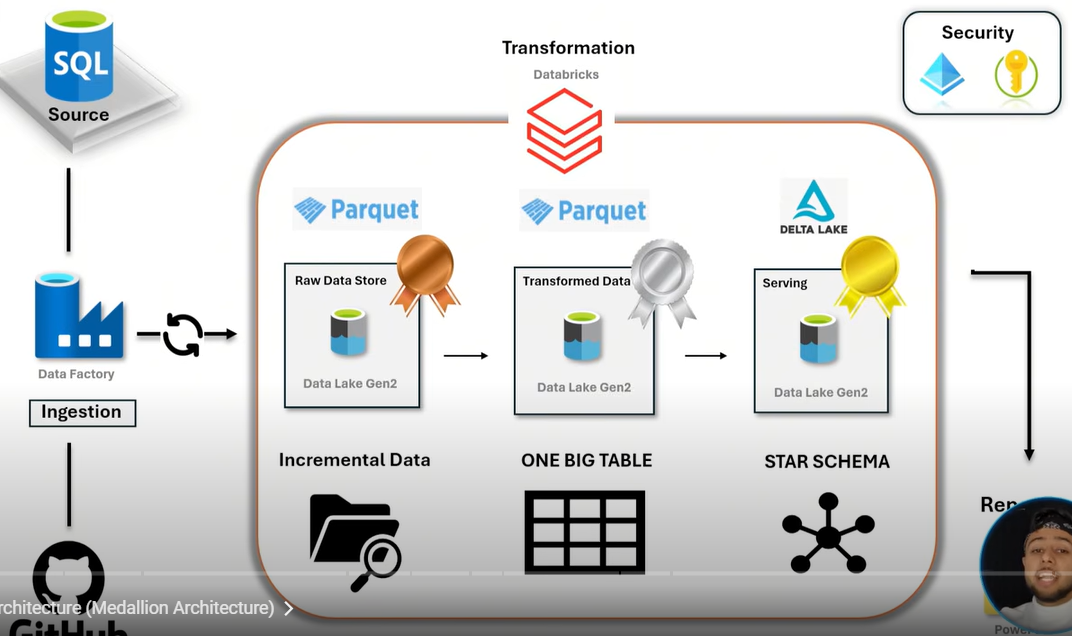 SQL
Source
Transformation
Databricks
Security
Parquet
Parquet
DELTA LAKE
Raw Data Store
Data Lake Gen2
Transformed Data
Data Lake Gen2
Serving
Data Lake Gen2
Data Factory
Ingestion
Incremental Data
ONE BIG TABLE
STAR SCHEMA
rchitecture (Medallion Architecture)
GitHub